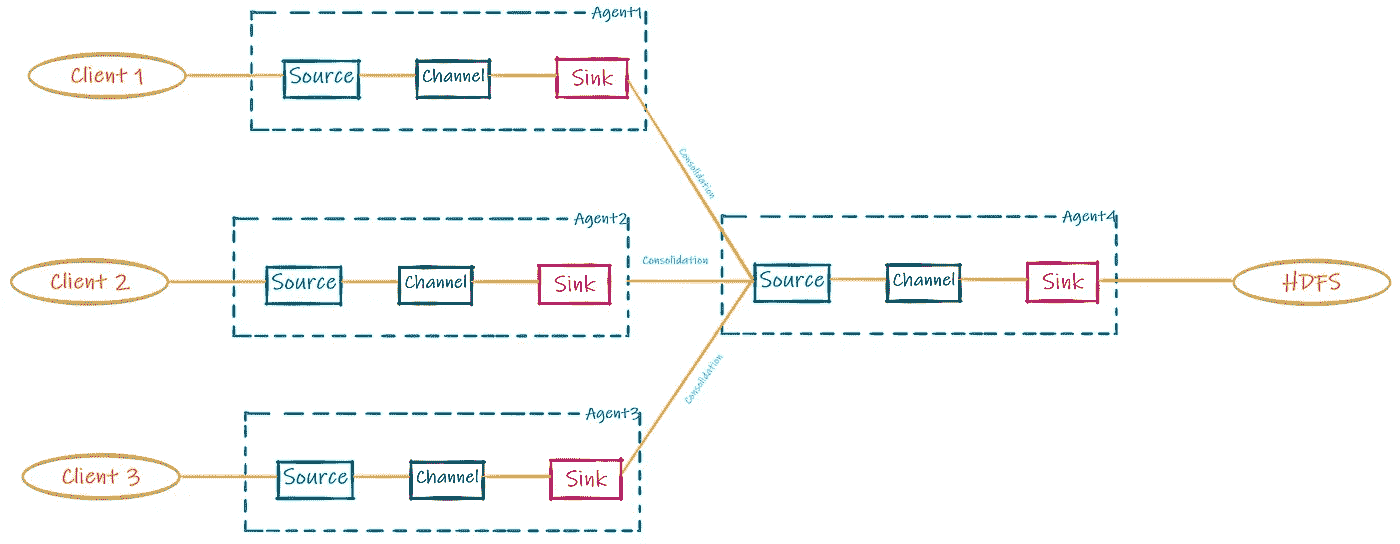 Agent1
Client 1
Source
Channel
Sink
Consolidation
Agent2
Client 2
Source
Channel
Sink
Consolidation
Agent4
Source
Channel
Sink
HDFS
Consolidation
Agent3
Client 3
Source
Channel
Sink